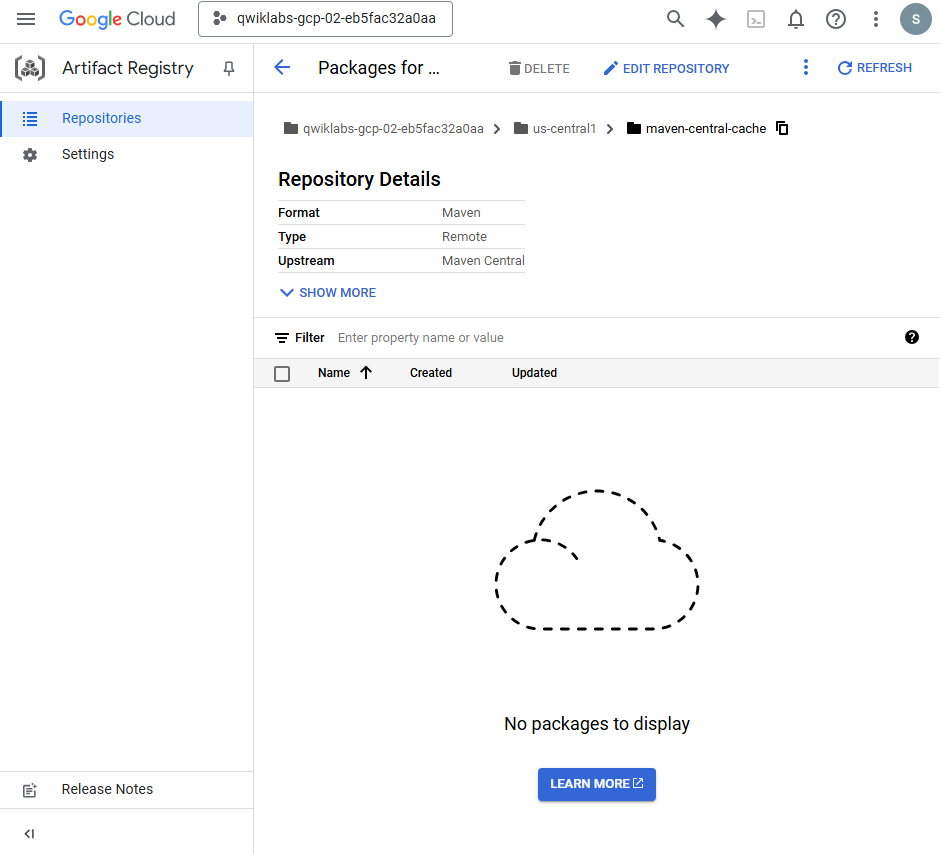 Google Cloud
qwiklabs-gcp-02-eb5fac32a0aa
S
Artifact Registry
Packages for ...
DELETE
EDIT REPOSITORY
REFRESH
Repositories
Settings
qwiklabs-gcp-02-eb5fac32a0aa
us-central1
maven-central-cache
Repository Details
Format Maven
Type Remote
Upstream Maven Central
SHOW MORE
Filter Enter property name or value
Name Created Updated
No packages to display
LEARN MORE
Release Notes